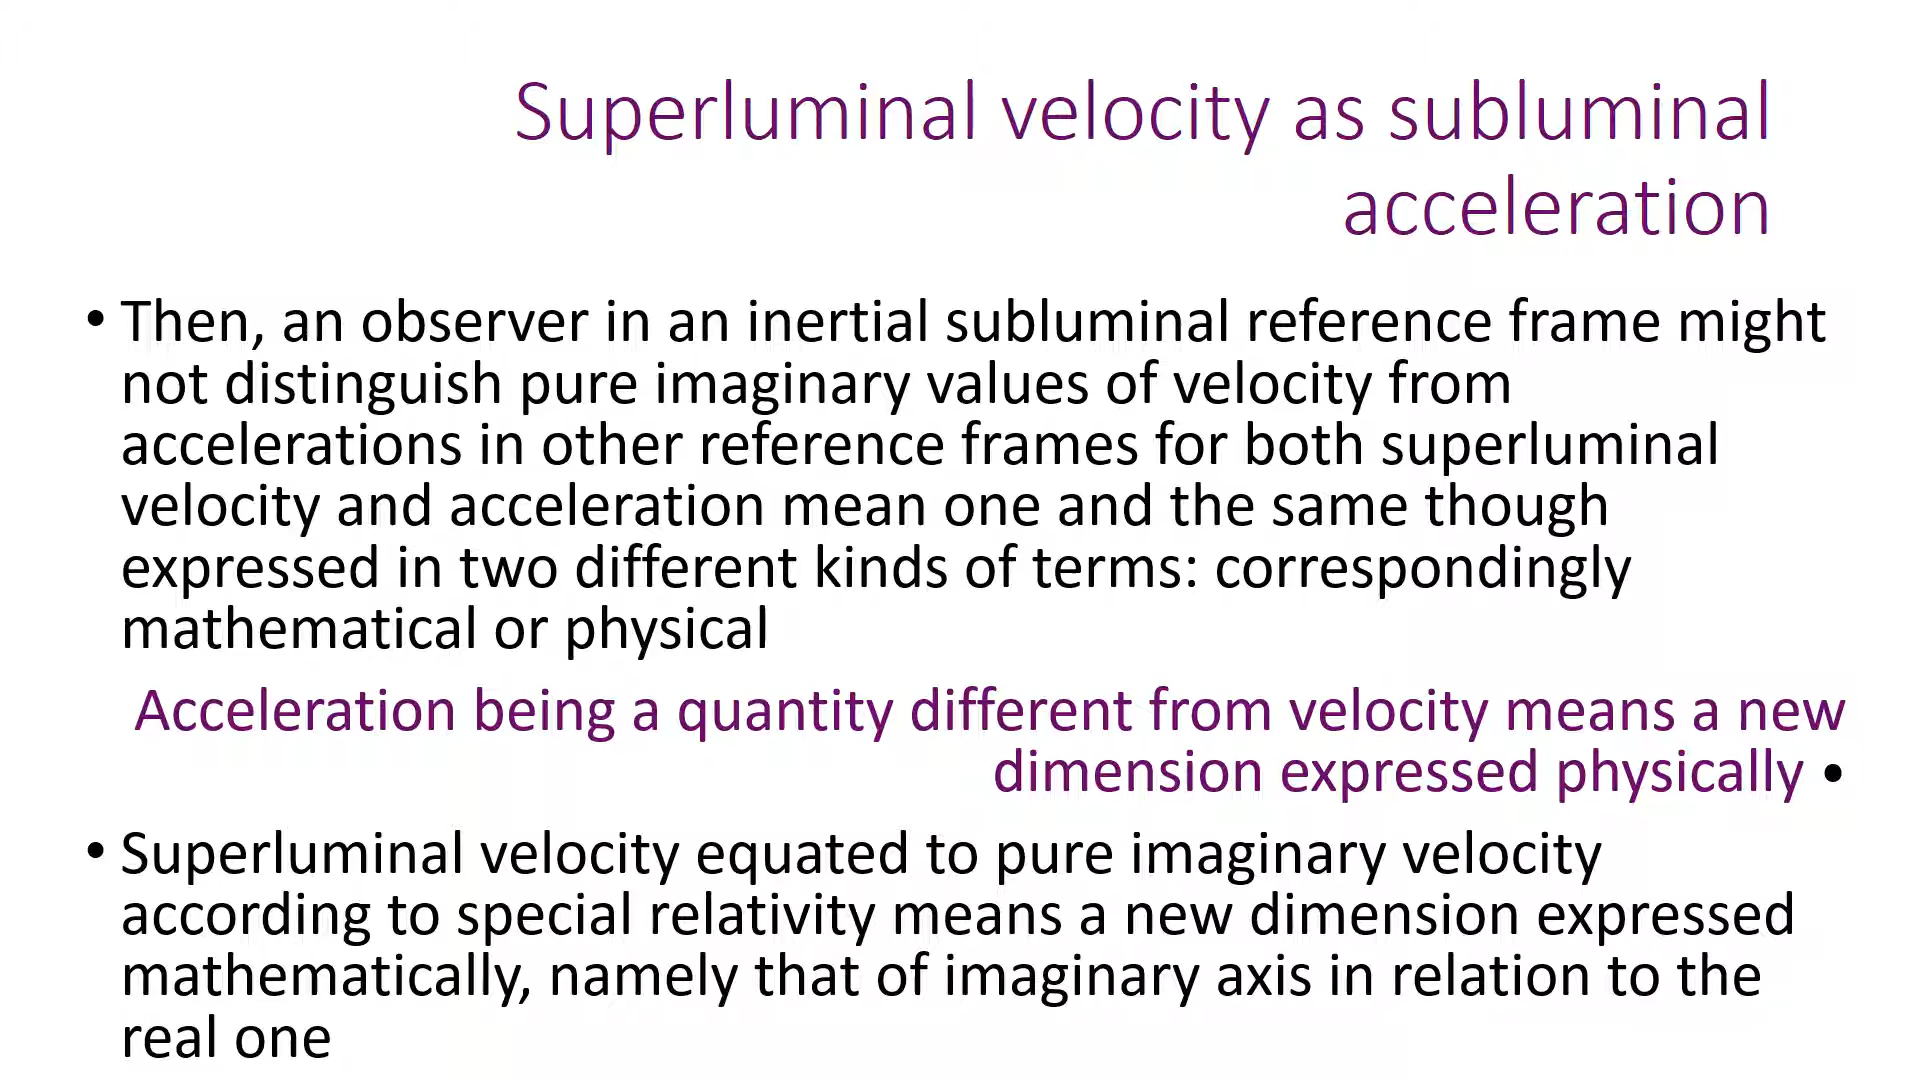 Superluminal velocity as subluminal
acceleration
• Then, an observer in an inertial subluminal reference frame might
not distinguish pure imaginary values of velocity from
accelerations in other reference frames for both superluminal
velocity and acceleration mean one and the same though
expressed in two different kinds of terms: correspondingly
mathematical or physical
Acceleration being a quantity different from velocity means a new
dimension expressed physically •
• Superluminal velocity equated to pure imaginary velocity
according to special relativity means a new dimension expressed
mathematically, namely that of imaginary axis in relation to the
real one